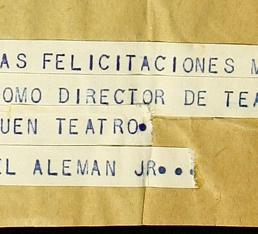 AS FELICITACIONES M
OMO DIRECTOR DE TEA
UEN TEATRO.
EL ALEMAN JR...